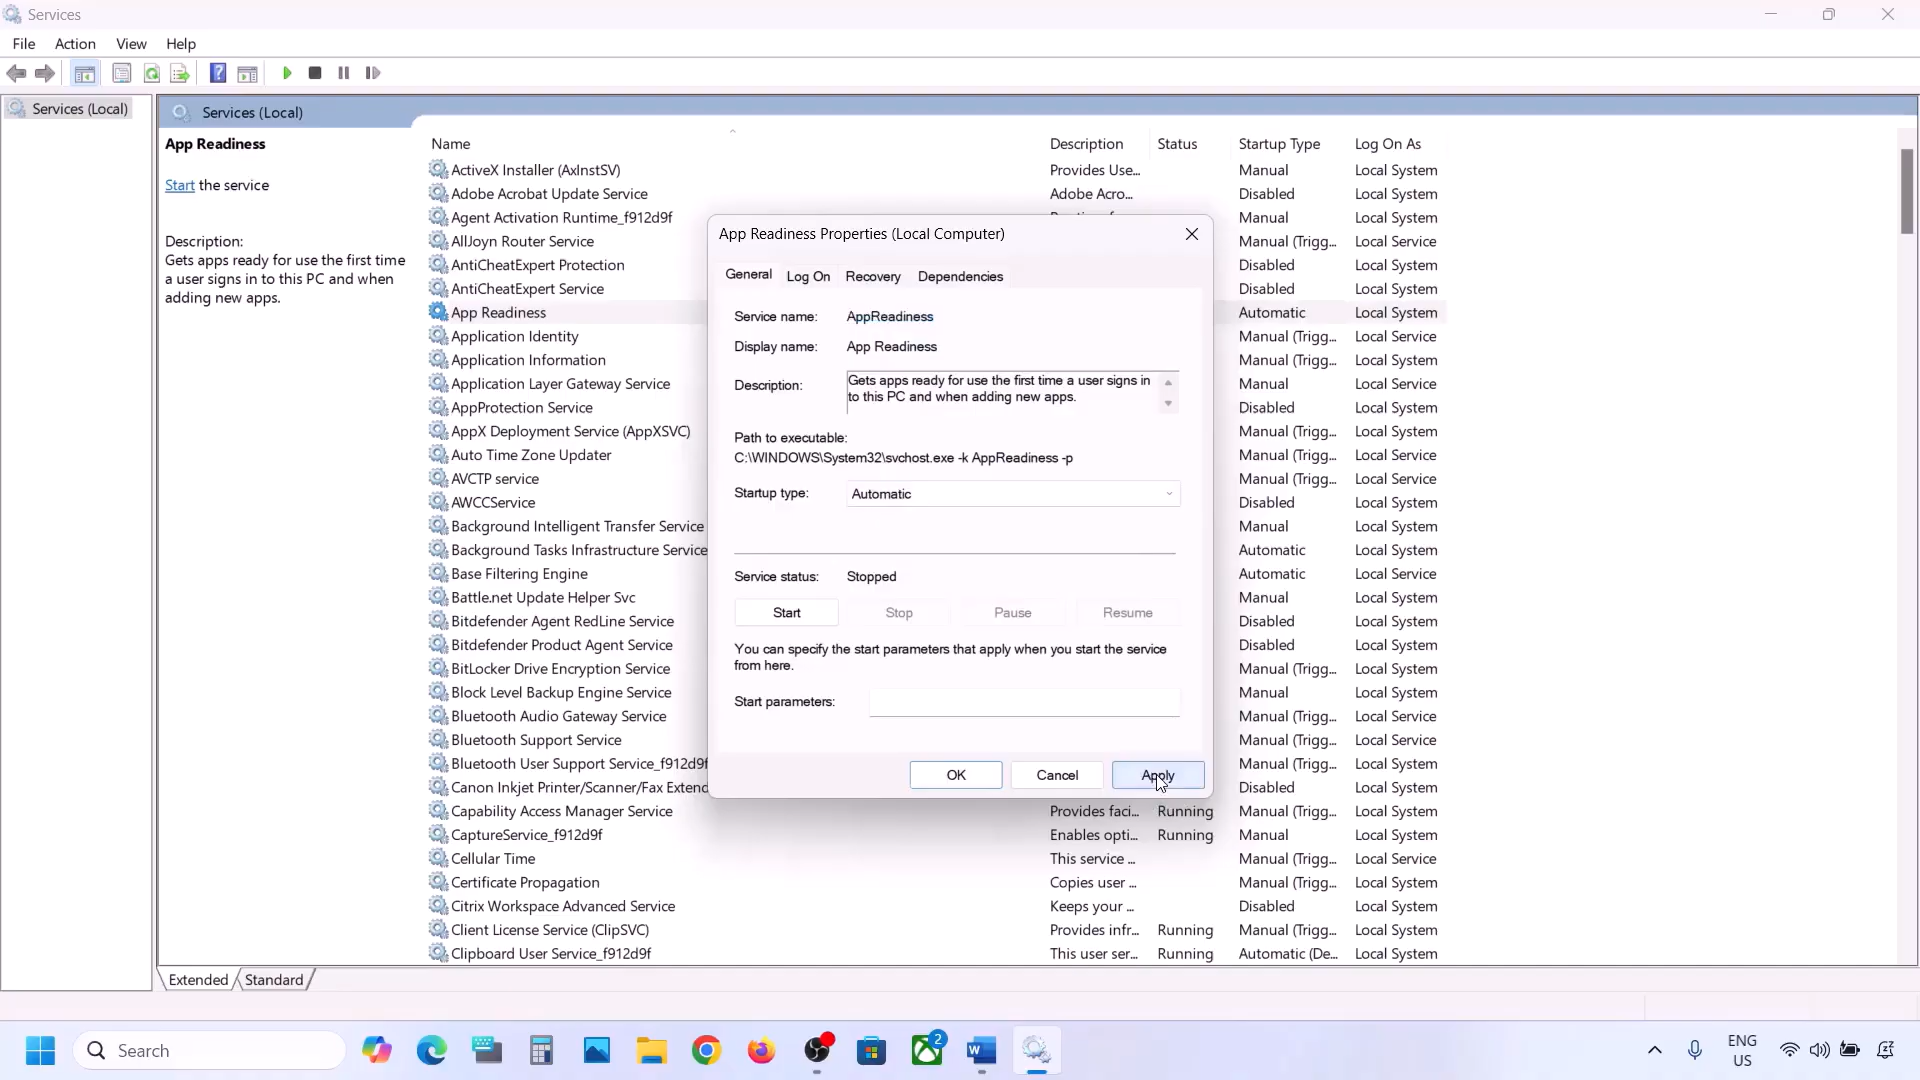 Services
File Action View Help
Services (Local)
Services (Local)
App Readiness
Start the service
Description:
Gets apps ready for use the first time
a user signs in to this PC and when
adding new apps.
Name Description Status Startup Type Log On As
ActiveX Installer (AxInstSV) Provides Use... Manual Local System
Adobe Acrobat Update Service Adobe Acro... Disabled Local System
Agent Activation Runtime_f912d9f Manual Local System
AllJoyn Router Service Manual (Trigg... Local Service
AntiCheatExpert Protection Disabled Local System
AntiCheatExpert Service Disabled Local System
App Readiness Automatic Local System
Application Identity Manual (Trigg... Local Service
Application Information Manual (Trigg... Local System
Application Layer Gateway Service Manual Local Service
AppProtection Service Disabled Local System
AppX Deployment Service (AppXSVC) Manual (Trigg... Local System
Auto Time Zone Updater Manual (Trigg... Local Service
AVCTP service Manual (Trigg... Local Service
AWCCService Disabled Local System
Background Intelligent Transfer Service Manual Local System
Background Tasks Infrastructure Service Automatic Local System
Base Filtering Engine Automatic Local Service
Battle.net Update Helper Svc Manual Local System
Bitdefender Agent RedLine Service Disabled Local System
Bitdefender Product Agent Service Disabled Local System
BitLocker Drive Encryption Service Manual (Trigg... Local System
Block Level Backup Engine Service Manual Local System
Bluetooth Audio Gateway Service Manual (Trigg... Local Service
Bluetooth Support Service Manual (Trigg... Local Service
Bluetooth User Support Service_f912d9f Manual (Trigg... Local System
Canon Inkjet Printer/Scanner/Fax Extend Disabled Local System
Capability Access Manager Service Provides faci... Running Manual (Trigg... Local System
CaptureService_f912d9f Enables opti... Running Manual Local System
Cellular Time This service ... Manual (Trigg... Local Service
Certificate Propagation Copies user ... Manual (Trigg... Local System
Citrix Workspace Advanced Service Keeps your ... Disabled Local System
Client License Service (ClipSVC) Provides infr... Running Manual (Trigg... Local System
Clipboard User Service_f912d9f This user ser... Running Automatic (De... Local System
App Readiness Properties (Local Computer)
General Log On Recovery Dependencies
Service name: AppReadiness
Display name: App Readiness
Description: Gets apps ready for use the first time a user signs in
to this PC and when adding new apps.
Path to executable:
C:\WINDOWS\System32\svchost.exe -k AppReadiness -p
Startup type: Automatic
Service status: Stopped
Start Stop Pause Resume
You can specify the start parameters that apply when you start the service
from here.
Start parameters:
OK Cancel Apply
Extended Standard
Search
2
ENG
US